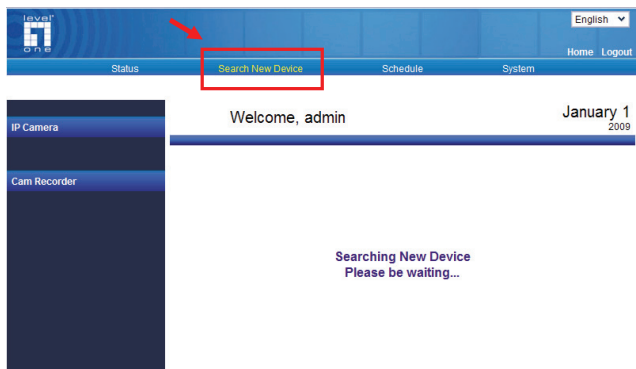 level
one
English
Home Logout
Status Search New Device Schedule System
Welcome, admin
January 1
2009
IP Camera
Cam Recorder
Searching New Device
Please be waiting...